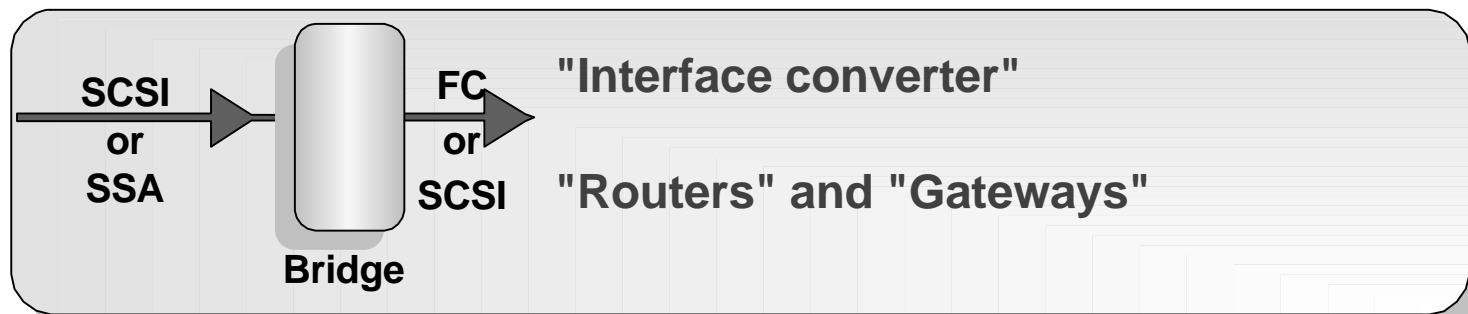 SCSI
or
SSA
FC
or
SCSI
Bridge
"Interface converter"
"Routers" and "Gateways"